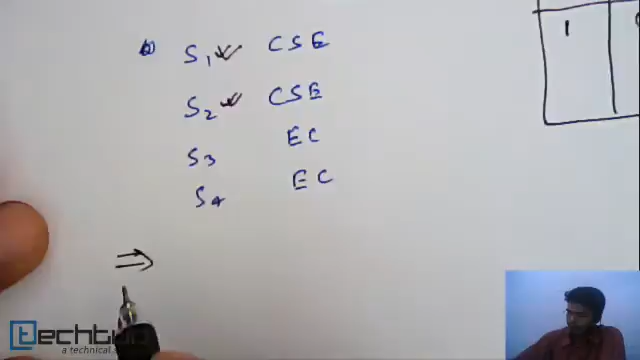 S1 CSE
S2 CSE
S3 EC
S4 EC
⇒
1
techtud
a technical